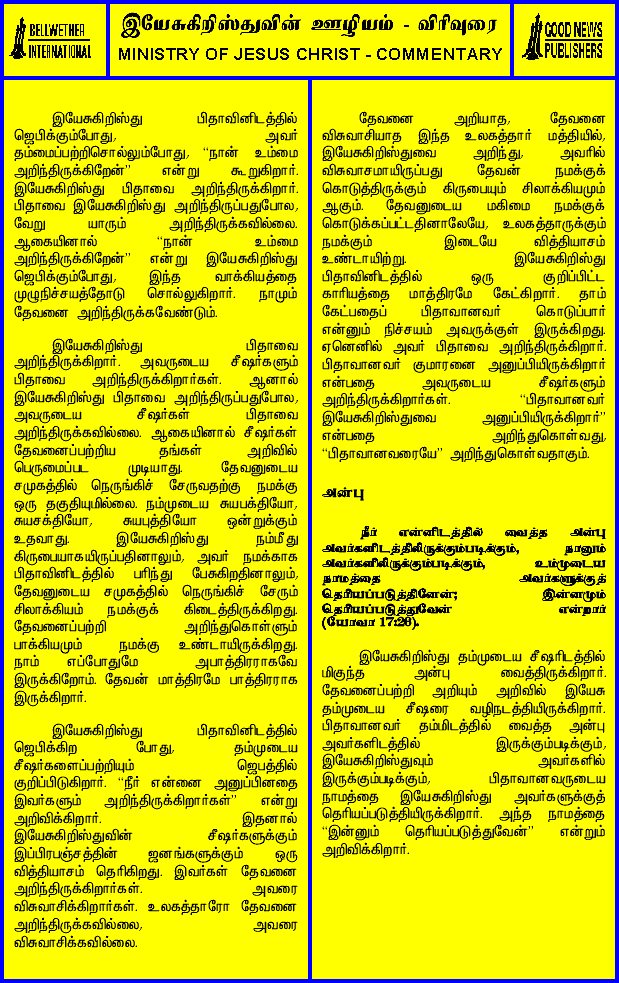 BELLWETHER
INTERNATIONAL
இயேசுகிறிஸ்துவின் ஊழியம் - விரிவுரை
MINISTRY OF JESUS CHRIST - COMMENTARY
GOOD NEWS
PUBLISHERS
இயேசுகிறிஸ்து பிதாவினிடத்தில்
ஜெபிக்கும்போது, அவர்
தம்மைப்பற்றிசொல்லும்போது, “நான் உம்மை
அறிந்திருக்கிறேன்” என்று கூறுகிறார்.
இயேசுகிறிஸ்து பிதாவை அறிந்திருக்கிறார்.
பிதாவை இயேசுகிறிஸ்து அறிந்திருப்பதுபோல,
வேறு யாரும் அறிந்திருக்கவில்லை.
ஆகையினால் “நான் உம்மை
அறிந்திருக்கிறேன்” என்று இயேசுகிறிஸ்து
ஜெபிக்கும்போது, இந்த வாக்கியத்தை
முழுநிச்சயத்தோடு சொல்லுகிறார். நாமும்
தேவனை அறிந்திருக்கவேண்டும்.
இயேசுகிறிஸ்து பிதாவை
அறிந்திருக்கிறார். அவருடைய சீஷர்களும்
பிதாவை அறிந்திருக்கிறார்கள். ஆனால்
இயேசுகிறிஸ்து பிதாவை அறிந்திருப்பதுபோல,
அவருடைய சீஷர்கள் பிதாவை
அறிந்திருக்கவில்லை. ஆகையினால் சீஷர்கள்
தேவனைப்பற்றிய தங்கள் அறிவில்
பெருமைப்பட முடியாது. தேவனுடைய
சமுகத்தில் நெருங்கிச் சேருவதற்கு நமக்கு
ஒரு தகுதியுமில்லை. நம்முடைய சுயபக்தியோ,
சுயசக்தியோ, சுயபுத்தியோ ஒன்றுக்கும்
உதவாது. இயேசுகிறிஸ்து நம்மீது
கிருபையாகயிருப்பதினாலும், அவர் நமக்காக
பிதாவினிடத்தில் பரிந்து பேசுகிறதினாலும்,
தேவனுடைய சமுகத்தில் நெருங்கிச் சேரும்
சிலாக்கியம் நமக்குக் கிடைத்திருக்கிறது.
தேவனைப்பற்றி அறிந்துகொள்ளும்
பாக்கியமும் நமக்கு உண்டாயிருக்கிறது.
நாம் எப்போதுமே அபாத்திரராகவே
இருக்கிறோம். தேவன் மாத்திரமே பாத்திரராக
இருக்கிறார்.
இயேசுகிறிஸ்து பிதாவினிடத்தில்
ஜெபிக்கிற போது, தம்முடைய
சீஷர்களைப்பற்றியும் ஜெபத்தில்
குறிப்பிடுகிறார். “நீர் என்னை அனுப்பினதை
இவர்களும் அறிந்திருக்கிறார்கள்” என்று
அறிவிக்கிறார். இதனால்
இயேசுகிறிஸ்துவின் சீஷர்களுக்கும்
இப்பிரபஞ்சத்தின் ஜனங்களுக்கும் ஒரு
வித்தியாசம் தெரிகிறது. இவர்கள் தேவனை
அறிந்திருக்கிறார்கள். அவரை
விசுவாசிக்கிறார்கள். உலகத்தாரோ தேவனை
அறிந்திருக்கவில்லை, அவரை
விசுவாசிக்கவில்லை.
தேவனை அறியாத, தேவனை
விசுவாசியாத இந்த உலகத்தார் மத்தியில்,
இயேசுகிறிஸ்துவை அறிந்து, அவரில்
விசுவாசமாயிருப்பது தேவன் நமக்குக்
கொடுத்திருக்கும் கிருபையும் சிலாக்கியமும்
ஆகும். தேவனுடைய மகிமை நமக்குக்
கொடுக்கப்பட்டதினாலேயே, உலகத்தாருக்கும்
நமக்கும் இடையே வித்தியாசம்
உண்டாயிற்று. இயேசுகிறிஸ்து
பிதாவினிடத்தில் ஒரு குறிப்பிட்ட
காரியத்தை மாத்திரமே கேட்கிறார். தாம்
கேட்பதைப் பிதாவானவர் கொடுப்பார்
என்னும் நிச்சயம் அவருக்குள் இருக்கிறது.
ஏனெனில் அவர் பிதாவை அறிந்திருக்கிறார்.
பிதாவானவர் குமாரனை அனுப்பியிருக்கிறார்
என்பதை அவருடைய சீஷர்களும்
அறிந்திருக்கிறார்கள். “பிதாவானவர்
இயேசுகிறிஸ்துவை அனுப்பியிருக்கிறார்”
என்பதை அறிந்துகொள்வது,
“பிதாவானவரையே” அறிந்துகொள்வதாகும்.
அன்பு
நீர் என்னிடத்தில் வைத்த அன்பு
அவர்களிடத்திலிருக்கும்படிக்கும், நானும்
அவர்களிலிருக்கும்படிக்கும், உம்முடைய
நாமத்தை அவர்களுக்குத்
தெரியப்படுத்தினேன்; இன்னமும்
தெரியப்படுத்துவேன் என்றார்
(யோவா 17:26).
இயேசுகிறிஸ்து தம்முடைய சீஷரிடத்தில்
மிகுந்த அன்பு வைத்திருக்கிறார்.
தேவனைப்பற்றி அறியும் அறிவில் இயேசு
தம்முடைய சீஷரை வழிநடத்தியிருக்கிறார்.
பிதாவானவர் தம்மிடத்தில் வைத்த அன்பு
அவர்களிடத்தில் இருக்கும்படிக்கும்,
இயேசுகிறிஸ்துவும் அவர்களில்
இருக்கும்படிக்கும், பிதாவானவருடைய
நாமத்தை இயேசுகிறிஸ்து அவர்களுக்குத்
தெரியப்படுத்தியிருக்கிறார். அந்த நாமத்தை
“இன்னும் தெரியப்படுத்துவேன்” என்றும்
அறிவிக்கிறார்.